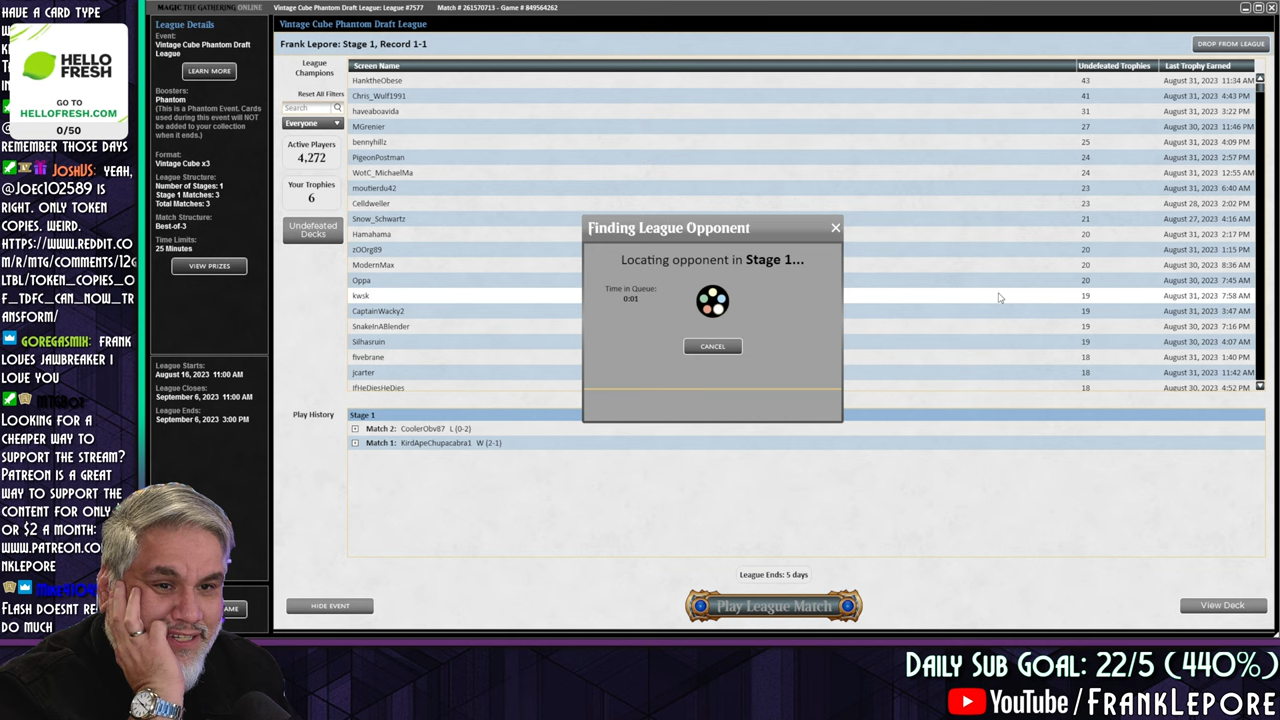 HAVE A CARD TYPE
HELLO
FRESH
GO TO
HELLOFRESH.COM
0/50
REMEMBER THOSE DAYS
JOSHUS: YEAH,
@JOEC102589 IS
RIGHT. ONLY TOKEN
COPIES. WEIRD.
HTTPS://WWW.REDDIT.CO
M/R/MTG/COMMENTS/12G
LTBL/TOKEN_COPIES_O
F_TDFC_CAN_NOW_TR
ANSFORM/
GOREGASMIX: FRANK
LOVES JAWBREAKER I
LOVE YOU
LOOKING FOR A
CHEAPER WAY TO
SUPPORT THE STREAM?
PATREON IS A GREAT
WAY TO SUPPORT THE
CONTENT FOR ONLY
OR $2 A MONTH:
WWW.PATREON.CO
NKLEPORE
FLASH DOESNT RE
DO MUCH
MAGIC THE GATHERING ONLINE
Vintage Cube Phantom Draft League: League #7577
Match # 261570713 - Game # 849564262
League Details
Event:
Vintage Cube Phantom Draft
League
LEARN MORE
Boosters:
Phantom
(This is a Phantom Event. Cards
used during this event will NOT
be added to your collection
when it ends.)
Format:
Vintage Cube x3
League Structure:
Number of Stages: 1
Stage 1 Matches: 3
Total Matches: 3
Match Structure:
Best-of-3
Time Limits:
25 Minutes
VIEW PRIZES
League Starts:
August 16, 2023 11:00 AM
League Closes:
September 6, 2023 11:00 AM
League Ends:
September 6, 2023 3:00 PM
AME
Vintage Cube Phantom Draft League
Frank Lepore: Stage 1, Record 1-1
DROP FROM LEAGUE
League
Champions
Reset All Filters
Search
Everyone
Active Players
4,272
Your Trophies
6
Undefeated
Decks
Screen Name Undefeated Trophies Last Trophy Earned
HanktheObese 43 August 31, 2023 11:34 AM
Chris_Wulf1991 41 August 31, 2023 4:43 PM
haveaboavida 31 August 31, 2023 3:22 PM
MGrenier 27 August 30, 2023 11:46 PM
bennyhillz 25 August 31, 2023 4:09 PM
PigeonPostman 24 August 31, 2023 2:57 PM
WotC_MichaelMa 24 August 31, 2023 12:55 AM
moutierdu42 23 August 31, 2023 6:40 AM
Celldweller 23 August 28, 2023 2:02 PM
Snow_Schwartz 21 August 27, 2023 4:16 AM
Hamahama 20 August 31, 2023 2:17 PM
zOOrg89 20 August 31, 2023 1:15 PM
ModernMax 20 August 30, 2023 8:36 AM
Oppa 20 August 30, 2023 7:45 AM
kwsk 19 August 31, 2023 7:58 AM
CaptainWacky2 19 August 31, 2023 3:47 AM
SnakeInABlender 19 August 30, 2023 7:16 PM
Silhasruin 19 August 30, 2023 4:07 AM
fivebrane 18 August 31, 2023 1:40 PM
jcarter 18 August 31, 2023 11:42 AM
IfHeDiesHeDies 18 August 30, 2023 4:52 PM
Finding League Opponent
Locating opponent in Stage 1...
Time in Queue:
0:01
CANCEL
Play History
Stage 1
Match 2: CoolerObv87 L (0-2)
Match 1: KirdApeChupacabra1 W (2-1)
League Ends: 5 days
HIDE EVENT
Play League Match
View Deck
DAILY SUB GOAL: 22/5 (440%)
YOUTUBE/FRANKLEPORE